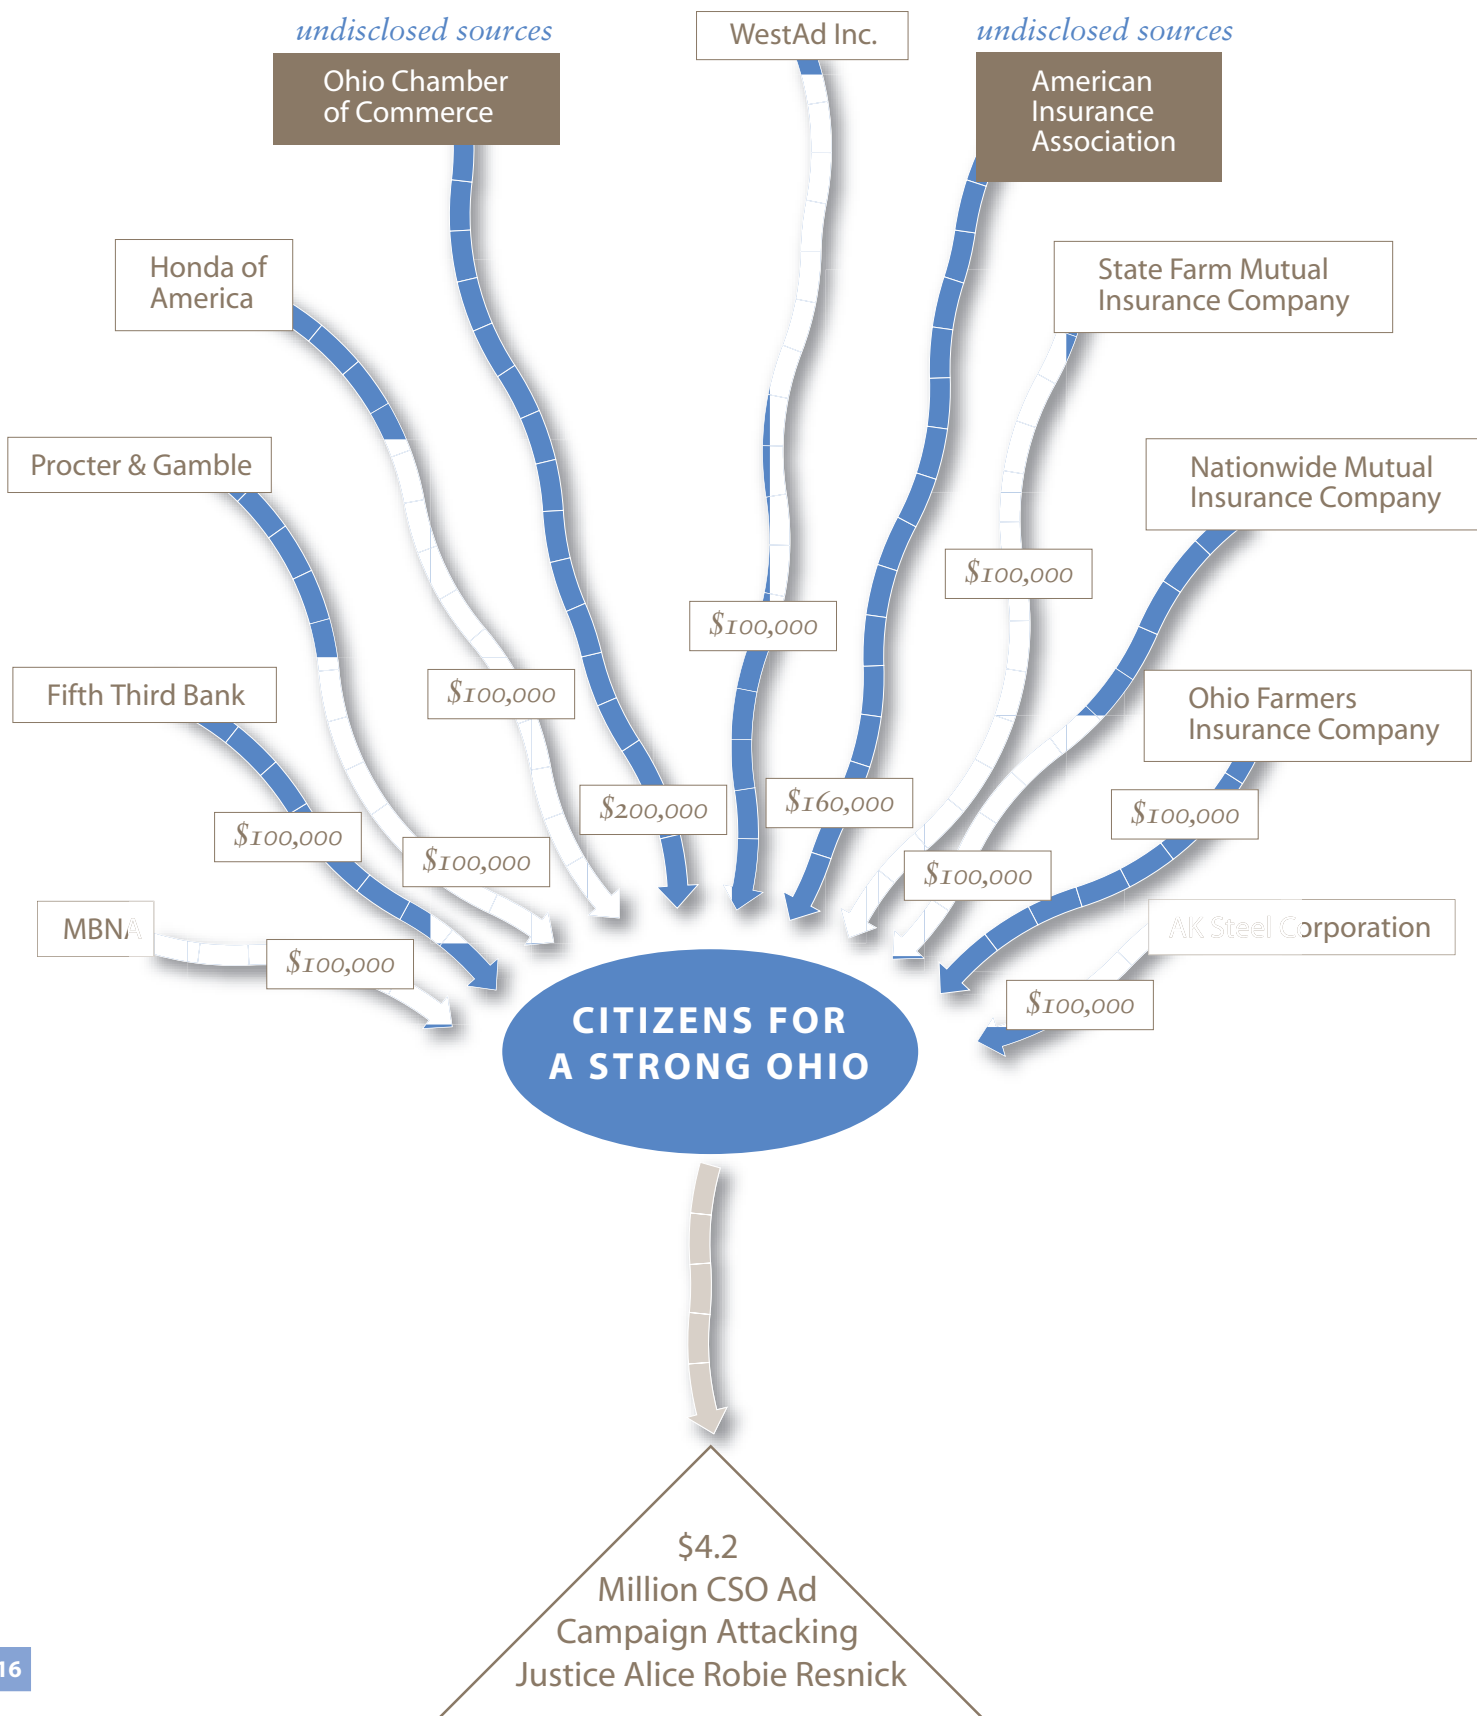 undisclosed sources
Ohio Chamber
of Commerce
WestAd Inc.
undisclosed sources
American
Insurance
Association
Honda of
America
State Farm Mutual
Insurance Company
Procter & Gamble
Nationwide Mutual
Insurance Company
$100,000
$100,000
Fifth Third Bank
$100,000
Ohio Farmers
Insurance Company
$200,000
$160,000
$100,000
$100,000
$100,000
$100,000
MBNA
$100,000
AK Steel Corporation
$100,000
CITIZENS FOR
A STRONG OHIO
$4.2
Million CSO Ad
Campaign Attacking
Justice Alice Robie Resnick
16